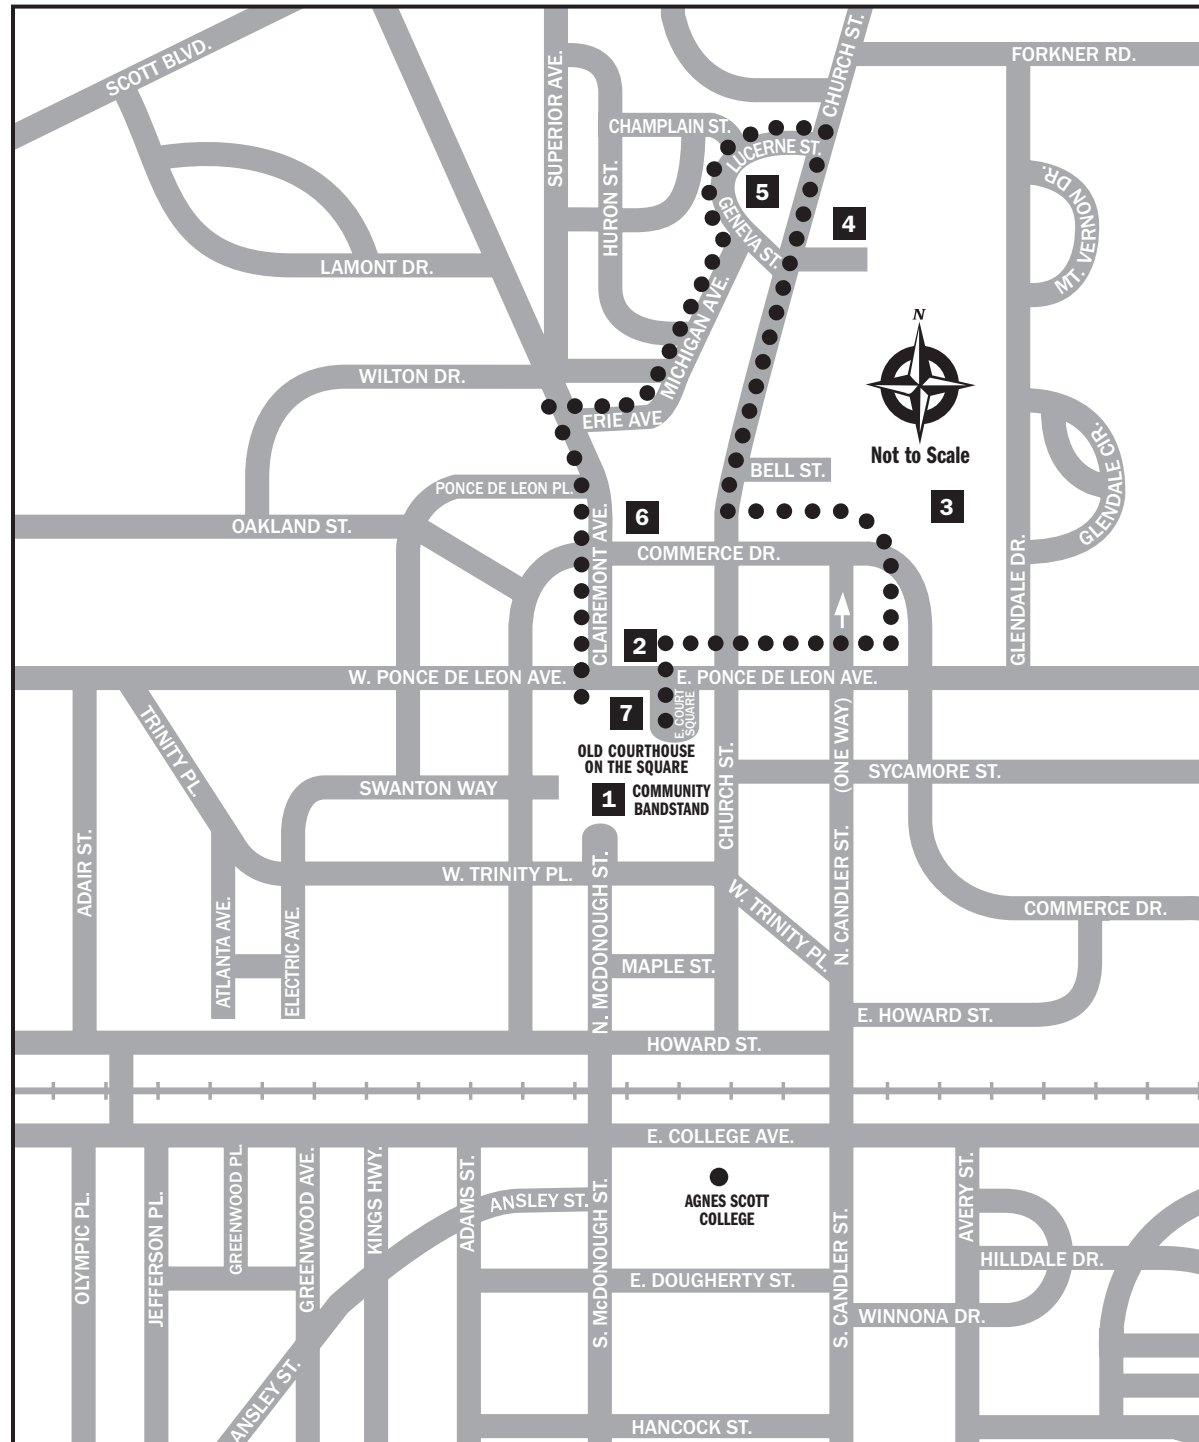 SCOTT BLVD.
SUPERIOR AVE.
CHURCH ST.
FORKNER RD.
CHAMPLAIN ST.
LUCERNE ST.
HURON ST.
5
MT. VERNON DR.
GENEVA ST.
4
LAMONT DR.
MICHIGAN AVE.
N
WILTON DR.
ERIE AVE
Not to Scale
BELL ST.
GLENDALE CIR.
PONCE DE LEON PL.
3
6
OAKLAND ST.
CLAIREMONT AVE.
COMMERCE DR.
GLENDALE DR.
2
W. PONCE DE LEON AVE.
E. PONCE DE LEON AVE.
E. COURT
SQUARE
7
TRINITY PL.
OLD COURTHOUSE
ON THE SQUARE
(ONE WAY)
SYCAMORE ST.
SWANTON WAY
1
COMMUNITY
BANDSTAND
CHURCH ST.
ADAIR ST.
W. TRINITY PL.
N. MCDONOUGH ST.
W. TRINITY PL.
N. CANDLER ST.
COMMERCE DR.
ATLANTA AVE.
ELECTRIC AVE.
MAPLE ST.
E. HOWARD ST.
HOWARD ST.
E. COLLEGE AVE.
OLYMPIC PL.
JEFFERSON PL.
GREENWOOD PL.
GREENWOOD AVE.
KINGS HWY.
ADAMS ST.
ANSLEY ST.
S. McDONOUGH ST.
AGNES SCOTT
COLLEGE
S. CANDLER ST.
AVERY ST.
HILLDALE DR.
E. DOUGHERTY ST.
WINNONA DR.
ANSLEY ST.
HANCOCK ST.